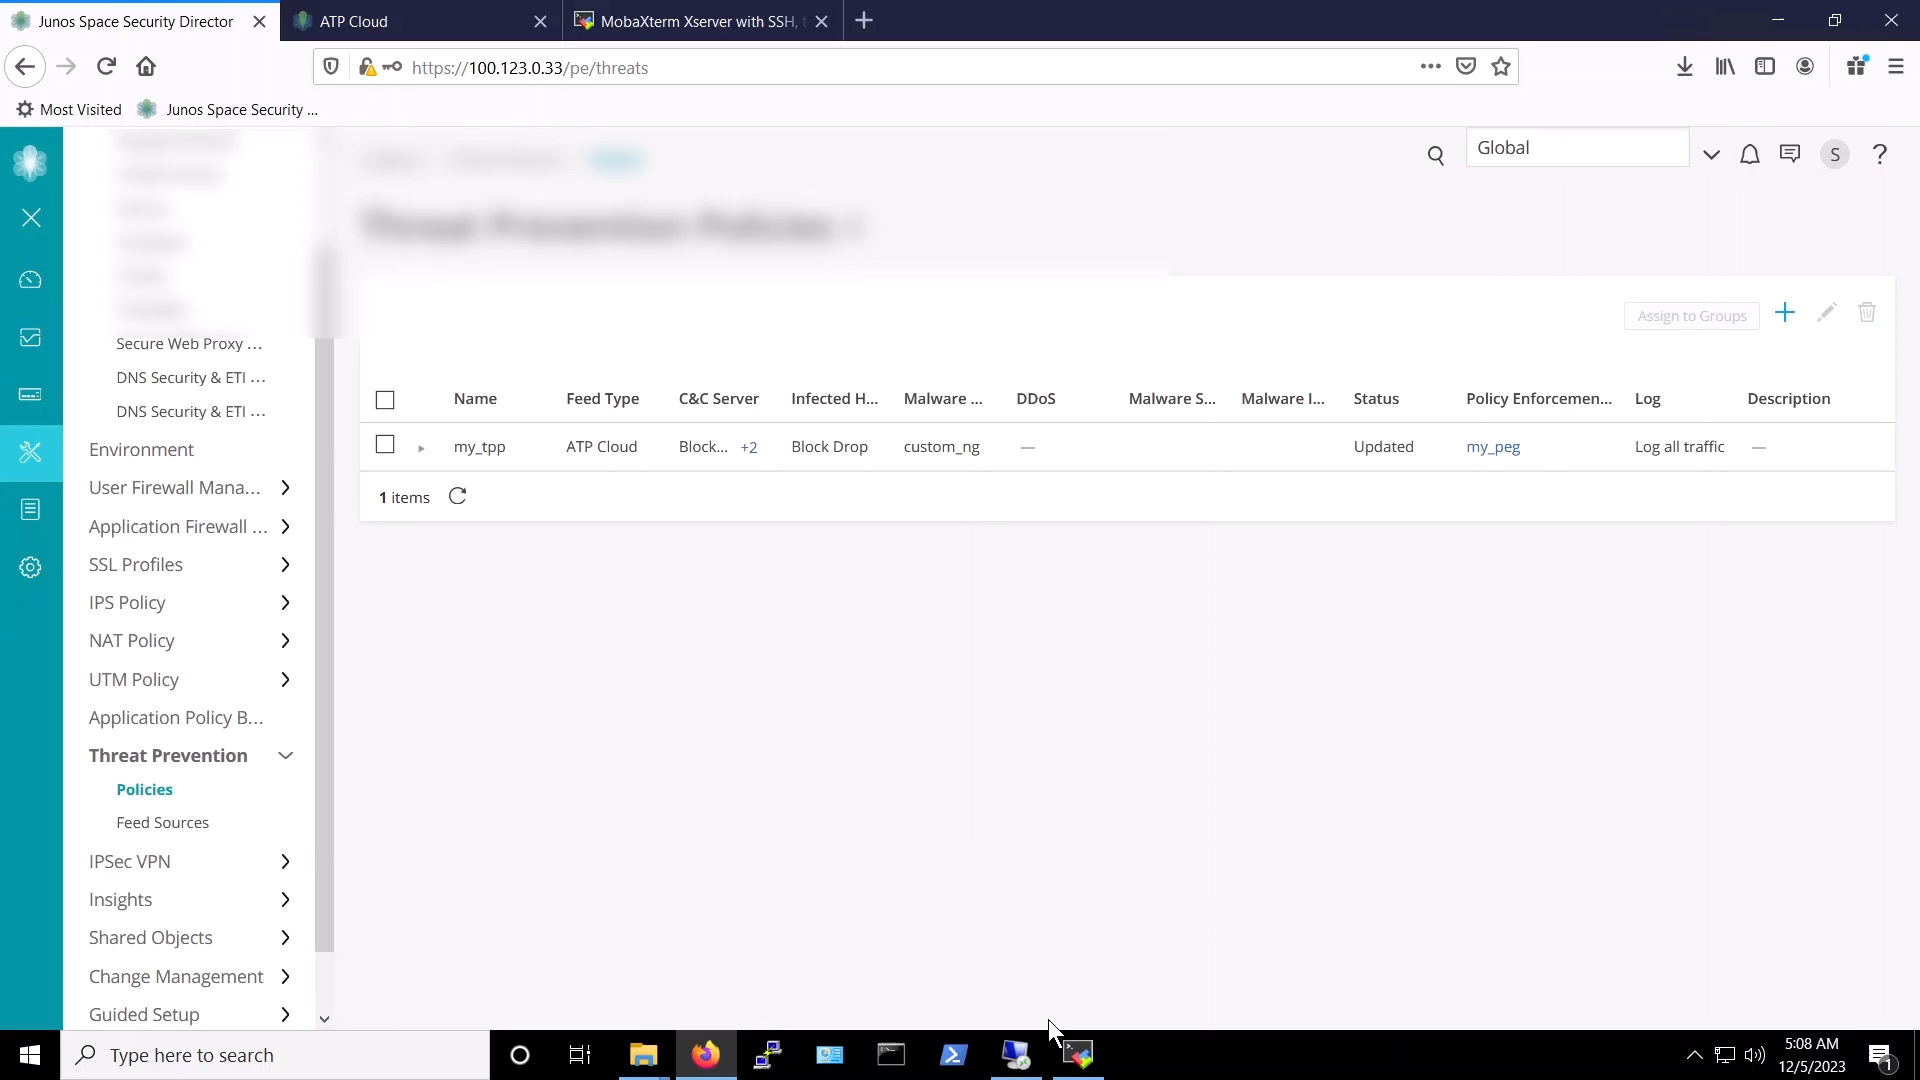 Junos Space Security Director
ATP Cloud
MobaXterm Xserver with SSH, t
https://100.123.0.33/pe/threats
Most Visited
Junos Space Security ...
Global
S
?
Threat Prevention Policies
Secure Web Proxy ...
DNS Security & ETI ...
DNS Security & ETI ...
Environment
User Firewall Mana...
Application Firewall ...
SSL Profiles
IPS Policy
NAT Policy
UTM Policy
Application Policy B...
Threat Prevention
Policies
Feed Sources
IPSec VPN
Insights
Shared Objects
Change Management
Guided Setup
Assign to Groups
Name Feed Type C&C Server Infected H... Malware ... DDoS Malware S... Malware I... Status Policy Enforcemen... Log Description
my_tpp ATP Cloud Block... +2 Block Drop custom_ng — Updated my_peg Log all traffic —
1 items
Type here to search
5:08 AM
12/5/2023
1